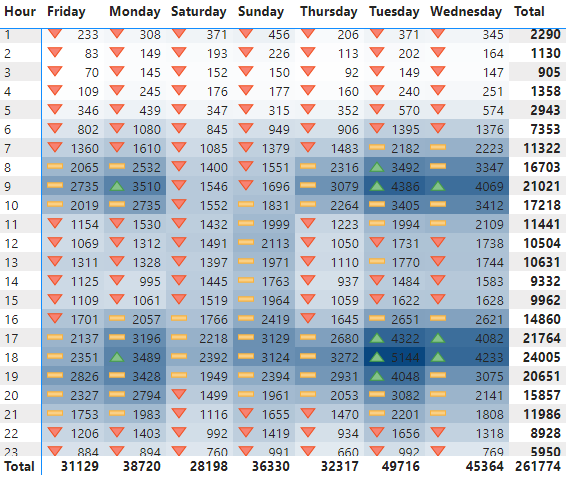 Hour Friday Monday Saturday Sunday Thursday Tuesday Wednesday Total
1 233 308 371 456 206 371 345 2290
2 83 149 193 226 113 202 164 1130
3 70 145 152 150 92 149 147 905
4 109 245 176 177 160 240 251 1358
5 346 439 347 315 352 570 574 2943
6 802 1080 845 949 906 1395 1376 7353
7 1360 1610 1085 1379 1483 2182 2223 11322
8 2065 2532 1400 1551 2316 3492 3347 16703
9 2735 3510 1546 1696 3079 4386 4069 21021
10 2019 2735 1552 1831 2264 3405 3412 17218
11 1154 1530 1432 1999 1223 1994 2109 11441
12 1069 1312 1491 2113 1050 1731 1738 10504
13 1311 1328 1397 1971 1110 1770 1744 10631
14 1125 995 1445 1763 937 1484 1583 9332
15 1109 1061 1519 1964 1059 1622 1628 9962
16 1701 2057 1766 2419 1645 2651 2621 14860
17 2137 3196 2218 3129 2680 4322 4082 21764
18 2351 3489 2392 3124 3272 5144 4233 24005
19 2826 3428 1949 2394 2931 4048 3075 20651
20 2327 2794 1499 1961 2053 3082 2141 15857
21 1753 1983 1116 1655 1470 2201 1808 11986
22 1206 1403 992 1419 934 1656 1318 8928
23 884 894 760 991 660 992 769 5950
Total 31129 38720 28198 36330 32317 49716 45364 261774